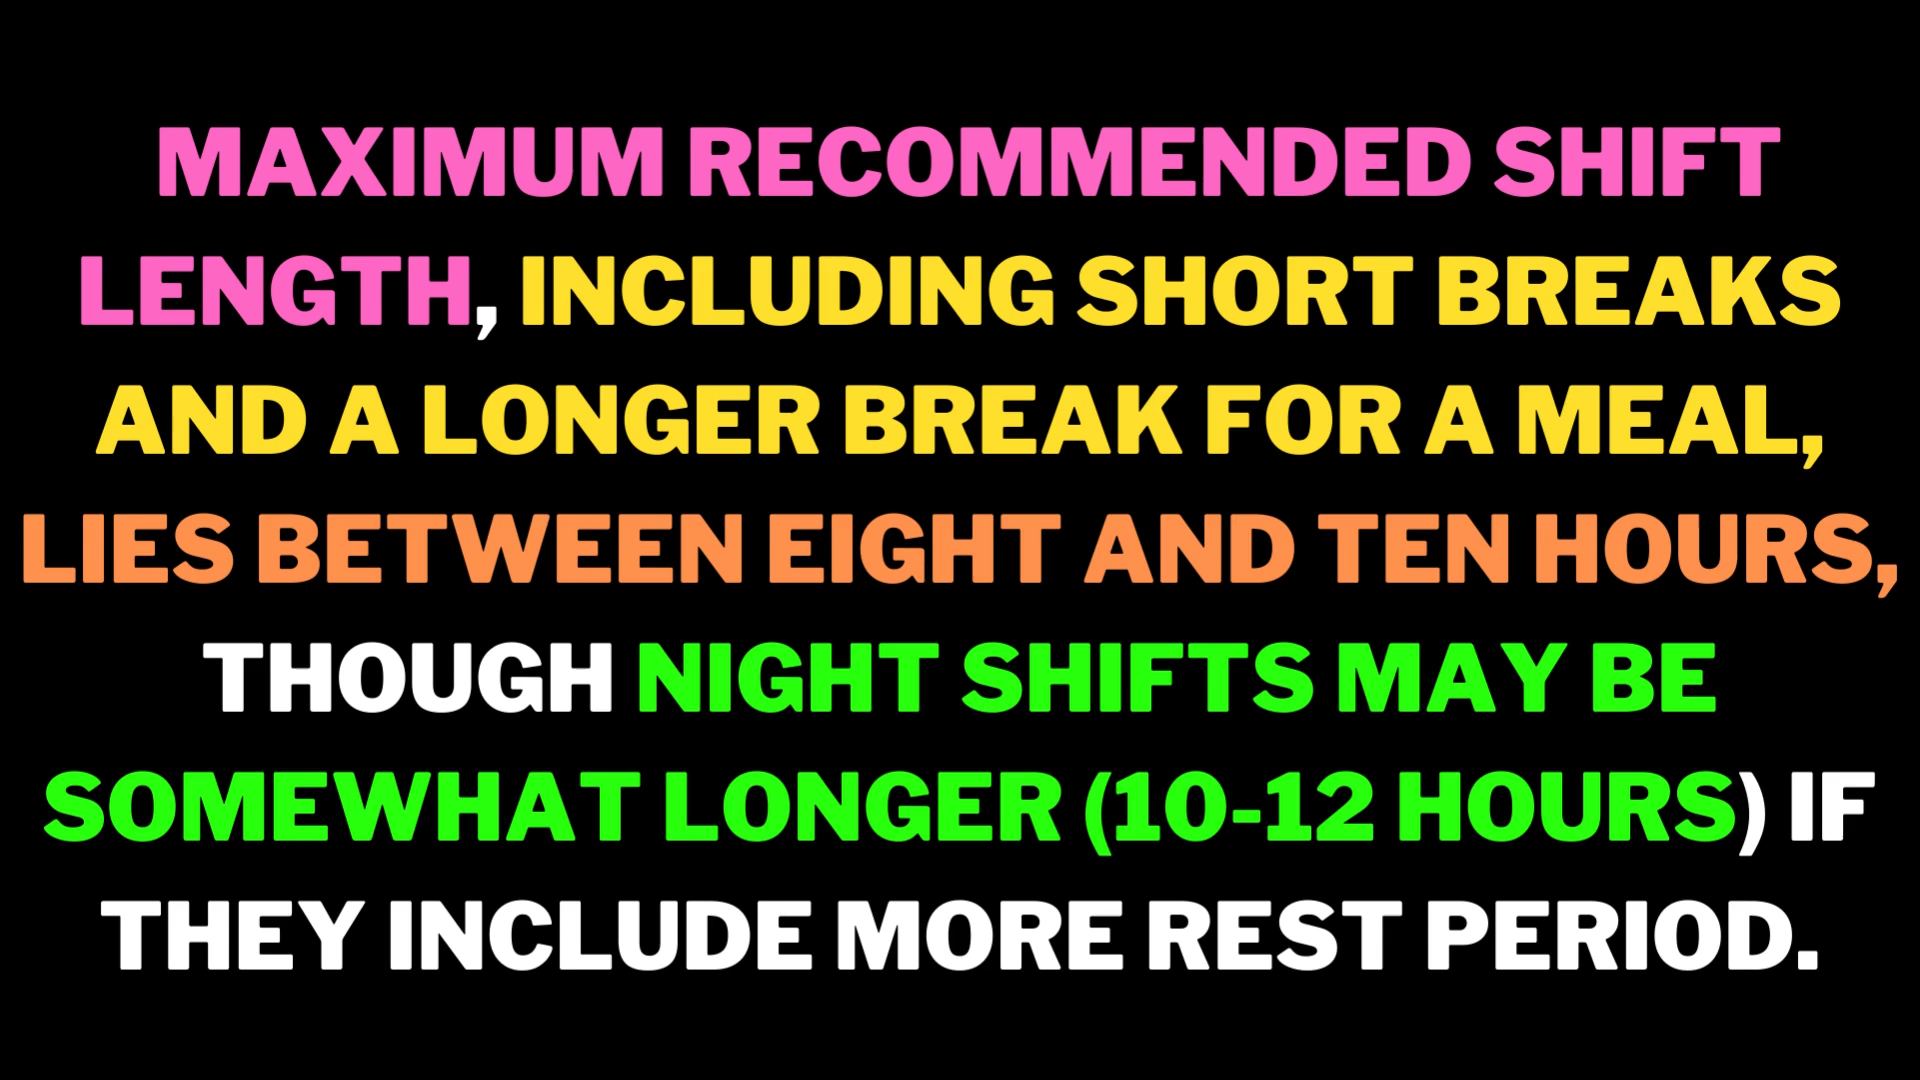 MAXIMUM RECOMMENDED SHIFT
LENGTH, INCLUDING SHORT BREAKS
AND A LONGER BREAK FOR A MEAL,
LIES BETWEEN EIGHT AND TEN HOURS,
THOUGH NIGHT SHIFTS MAY BE
SOMEWHAT LONGER (10-12 HOURS) IF
THEY INCLUDE MORE REST PERIOD.